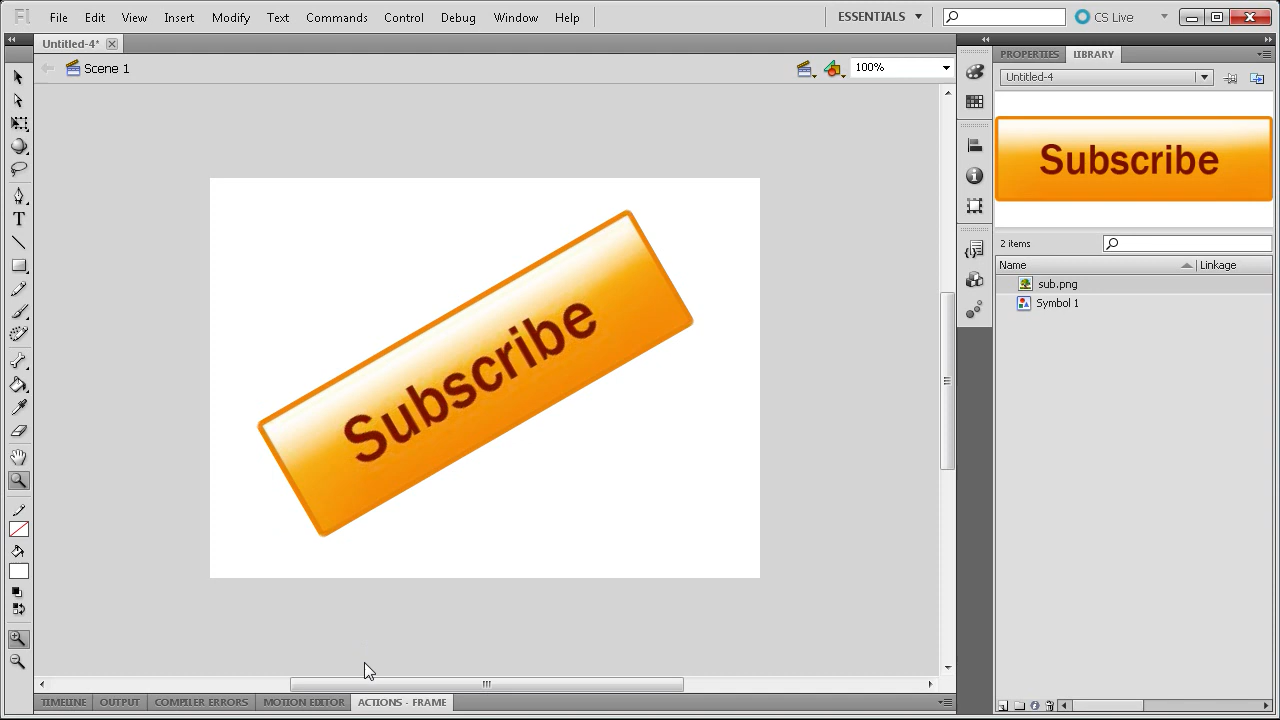 Fl File Edit View Insert Modify Text Commands Control Debug Window Help ESSENTIALS CS Live
Untitled-4*
Scene 1 100%
PROPERTIES LIBRARY
Untitled-4
Subscribe
2 items
Name Linkage
sub.png
Symbol 1
Subscribe
TIMELINE OUTPUT COMPILER ERRORS MOTION EDITOR ACTIONS - FRAME